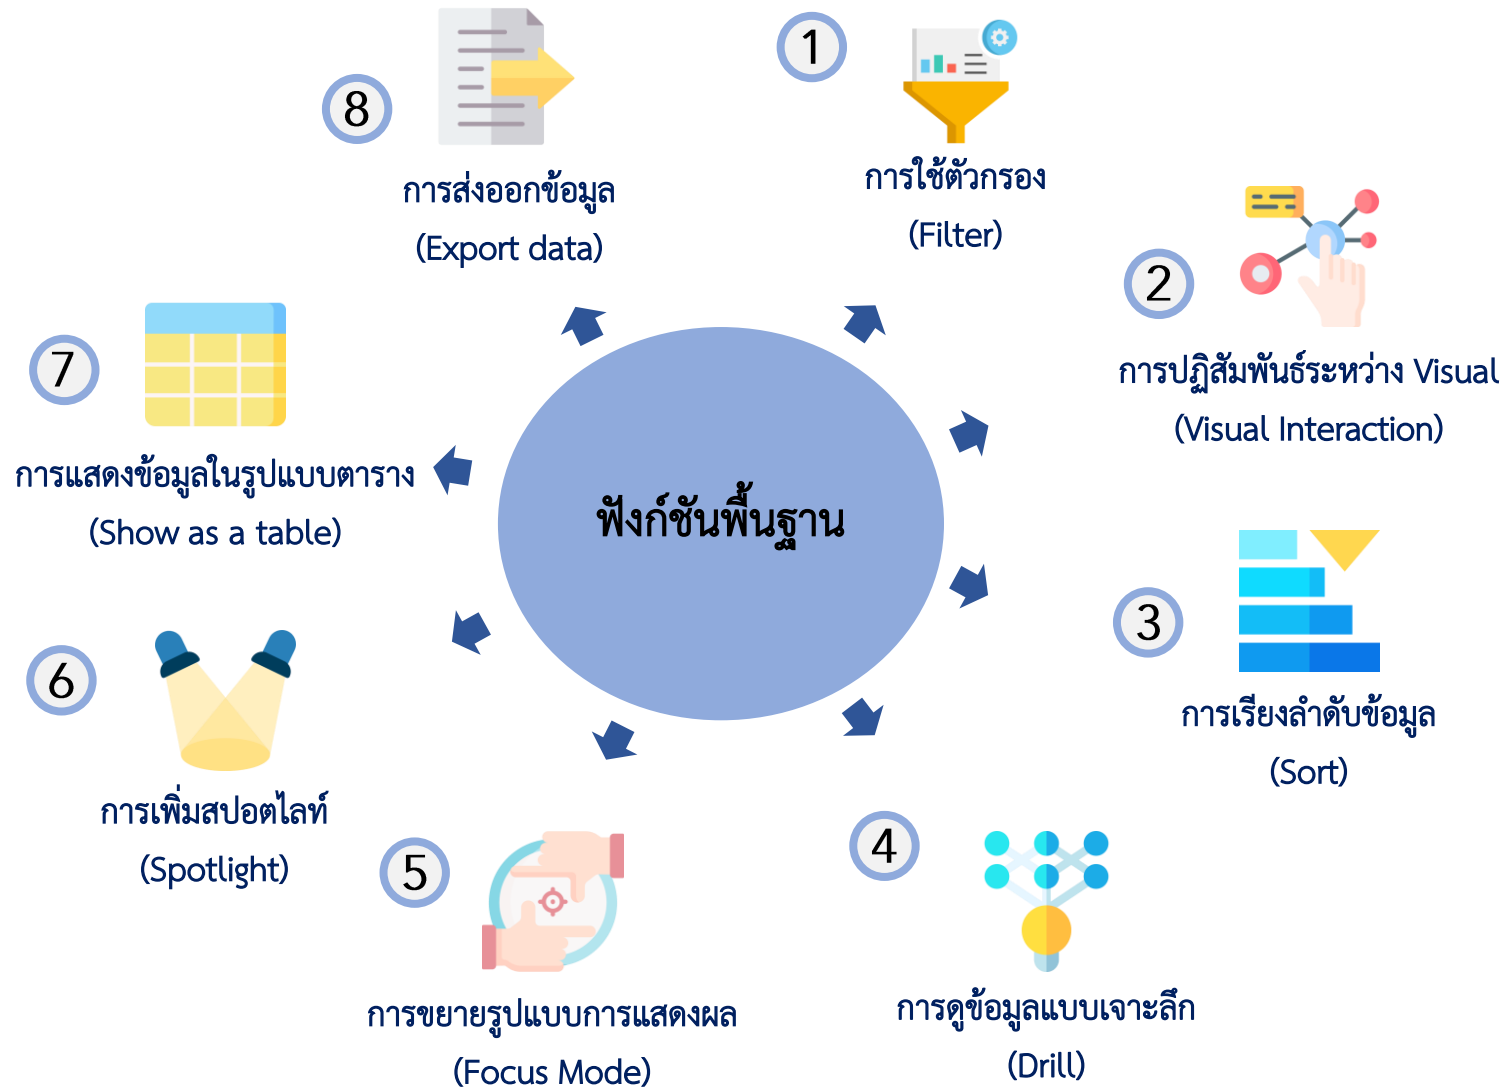 ฟังก์ชันพื้นฐาน
1
การใช้ตัวกรอง
(Filter)
2
การปฏิสัมพันธ์ระหว่าง Visual
(Visual Interaction)
3
การเรียงลำดับข้อมูล
(Sort)
4
การดูข้อมูลแบบเจาะลึก
(Drill)
5
การขยายรูปแบบการแสดงผล
(Focus Mode)
6
การเพิ่มสปอตไลท์
(Spotlight)
7
การแสดงข้อมูลในรูปแบบตาราง
(Show as a table)
8
การส่งออกข้อมูล
(Export data)